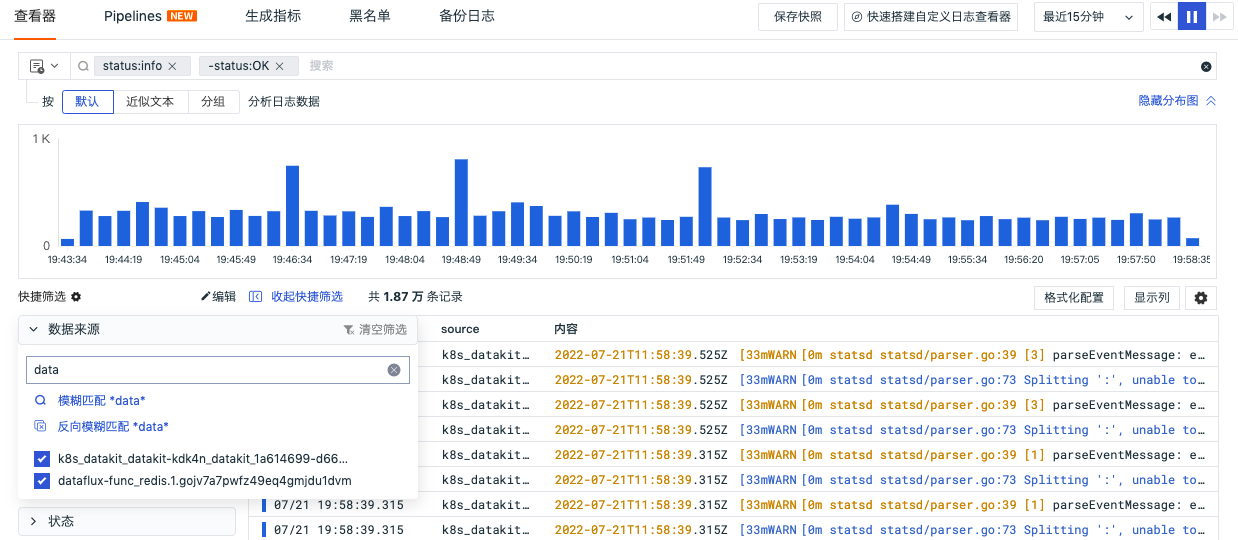 查看器 Pipelines NEW 生成指标 黑名单 备份日志 保存快照 快速搭建自定义日志查看器 最近15分钟
status:info -status:OK 搜索
按 默认 近似文本 分组 分析日志数据 隐藏分布图
1 K
0
19:43:34 19:44:19 19:45:04 19:45:49 19:46:34 19:47:19 19:48:04 19:48:49 19:49:34 19:50:19 19:51:04 19:51:49 19:52:34 19:53:19 19:54:04 19:54:49 19:55:34 19:56:20 19:57:05 19:57:50 19:58:35
快捷筛选 编辑 收起快捷筛选 共 1.87 万 条记录 格式化配置 显示列
数据来源 清空筛选
data
模糊匹配 *data*
反向模糊匹配 *data*
k8s_datakit_datakit-kdk4n_datakit_1a614699-d66...
dataflux-func_redis.1.gojv7a7pwfz49eq4gmjdu1dvm
状态
source 内容
k8s_datakit... 2022-07-21T11:58:39.525Z [33mWARN [0m statsd statsd/parser.go:39 [3] parseEventMessage: e...
k8s_datakit... 2022-07-21T11:58:39.525Z [33mWARN [0m statsd statsd/parser.go:73 Splitting ':', unable to...
k8s_datakit... 2022-07-21T11:58:39.525Z [33mWARN [0m statsd statsd/parser.go:39 [3] parseEventMessage: e...
k8s_datakit... 2022-07-21T11:58:39.525Z [33mWARN [0m statsd statsd/parser.go:73 Splitting ':', unable to...
k8s_datakit... 2022-07-21T11:58:39.315Z [33mWARN [0m statsd statsd/parser.go:39 [1] parseEventMessage: e...
k8s_datakit... 2022-07-21T11:58:39.315Z [33mWARN [0m statsd statsd/parser.go:73 Splitting ':', unable to...
07/21 19:58:39.315 k8s_datakit... 2022-07-21T11:58:39.315Z [33mWARN [0m statsd statsd/parser.go:39 [1] parseEventMessage: e...
07/21 19:58:39.315 k8s_datakit... 2022-07-21T11:58:39.315Z [33mWARN [0m statsd statsd/parser.go:73 Splitting ':', unable to...